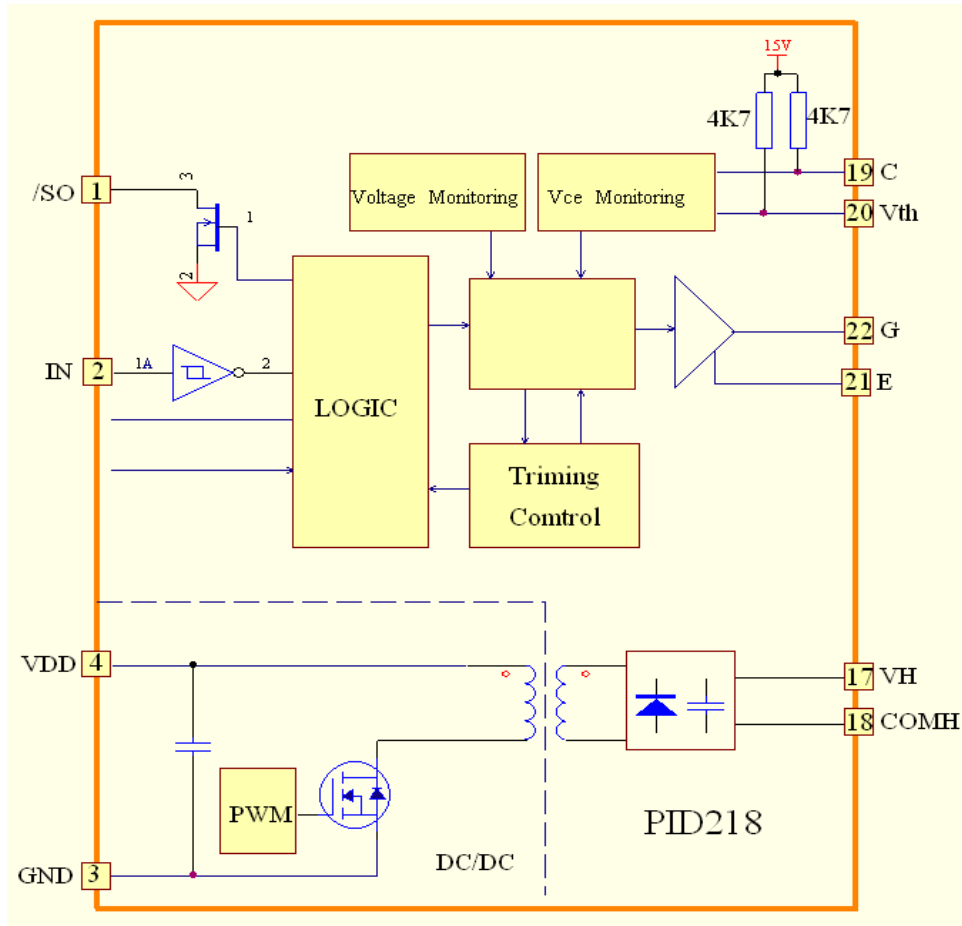 15V
4K7
4K7
/SO
1
3
1
2
Voltage Monitoring
Vce Monitoring
19
C
20
Vth
22
G
21
E
IN
2
1A
2
LOGIC
Triming
Comtrol
VDD
4
17
VH
18
COMH
PWM
PID218
DC/DC
GND
3